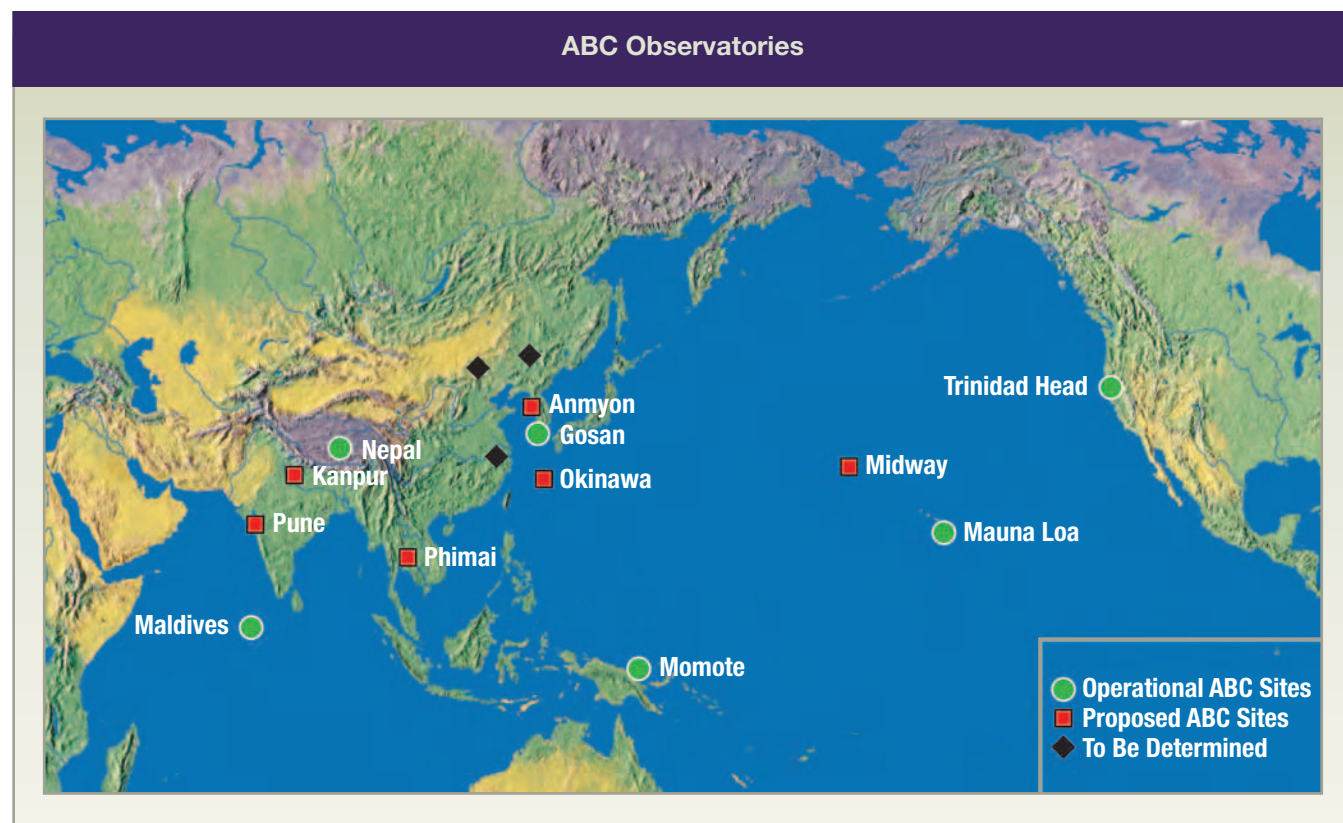 ABC Observatories
Trinidad Head
Anmyon
Gosan
Nepal
Kanpur
Midway
Okinawa
Pune
Mauna Loa
Phimai
Maldives
Momote
Operational ABC Sites
Proposed ABC Sites
To Be Determined